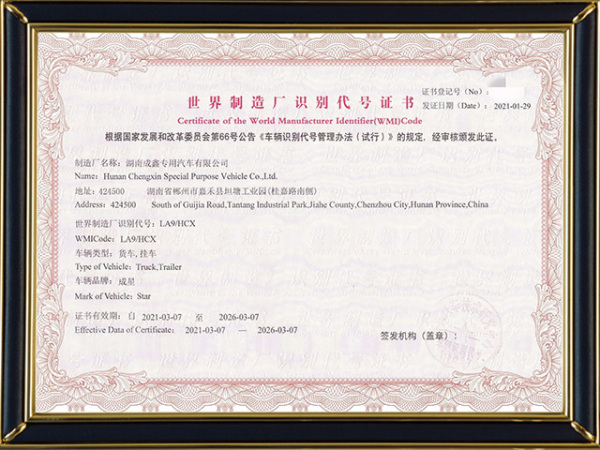 证书登记号（No）：
世界制造厂识别代号证书
发证日期（Date）：2021-01-29
Certificate of the World Manufacturer Identifier(WMI)Code
根据国家发展和改革委员会第66号公告《车辆识别代号管理办法（试行）》的规定，经审核颁发此证。
制造厂名称：湖南成鑫专用汽车有限公司
Name：Hunan Chengxin Special Purpose Vehicle Co.,Ltd.
地址：424500 湖南省郴州市嘉禾县坦塘工业园(桂嘉路南侧)
Address：424500 South of Guijia Road,Tantang Industrial Park,Jiahe County,Chenzhou City,Hunan Province,China
世界制造厂识别代号：LA9/HCX
WMICode：LA9/HCX
车辆类型：货车,挂车
Type of Vehicle：Truck,Trailer
车辆品牌：成星
Mark of Vehicle：Star
证书有效期：自 2021-03-07 至 2026-03-07
Effective Data of Certificate：2021-03-07 — 2026-03-07
签发机构（盖章）：